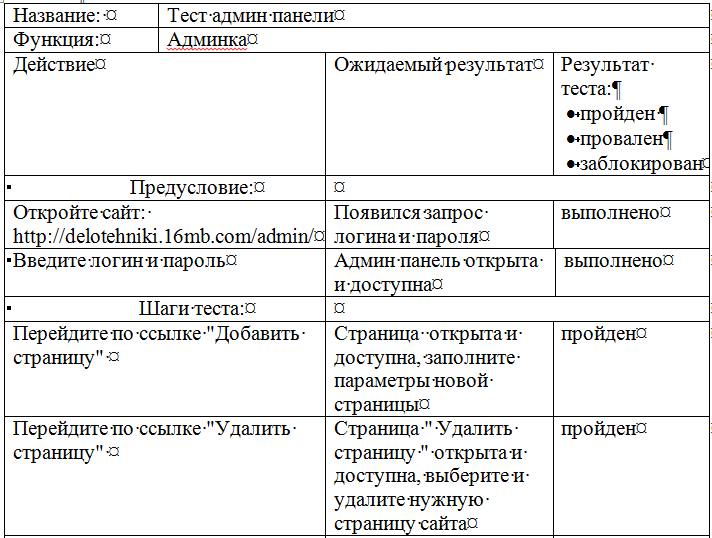 Название: Тест админ панели
Функция: Админка
Действие Ожидаемый результат Результат
теста:
пройден
провален
заблокирован
Предусловие:
Откройте сайт: Появился запрос выполнено
http://delotehniki.16mb.com/admin/ логина и пароля
Введите логин и пароль Админ панель открыта выполнено
и доступна
Шаги теста:
Перейдите по ссылке "Добавить Страница открыта и пройден
страницу" доступна, заполните
параметры новой
страницы
Перейдите по ссылке "Удалить Страница " Удалить пройден
страницу" страницу " открыта и
доступна, выберите и
удалите нужную
страницу сайта